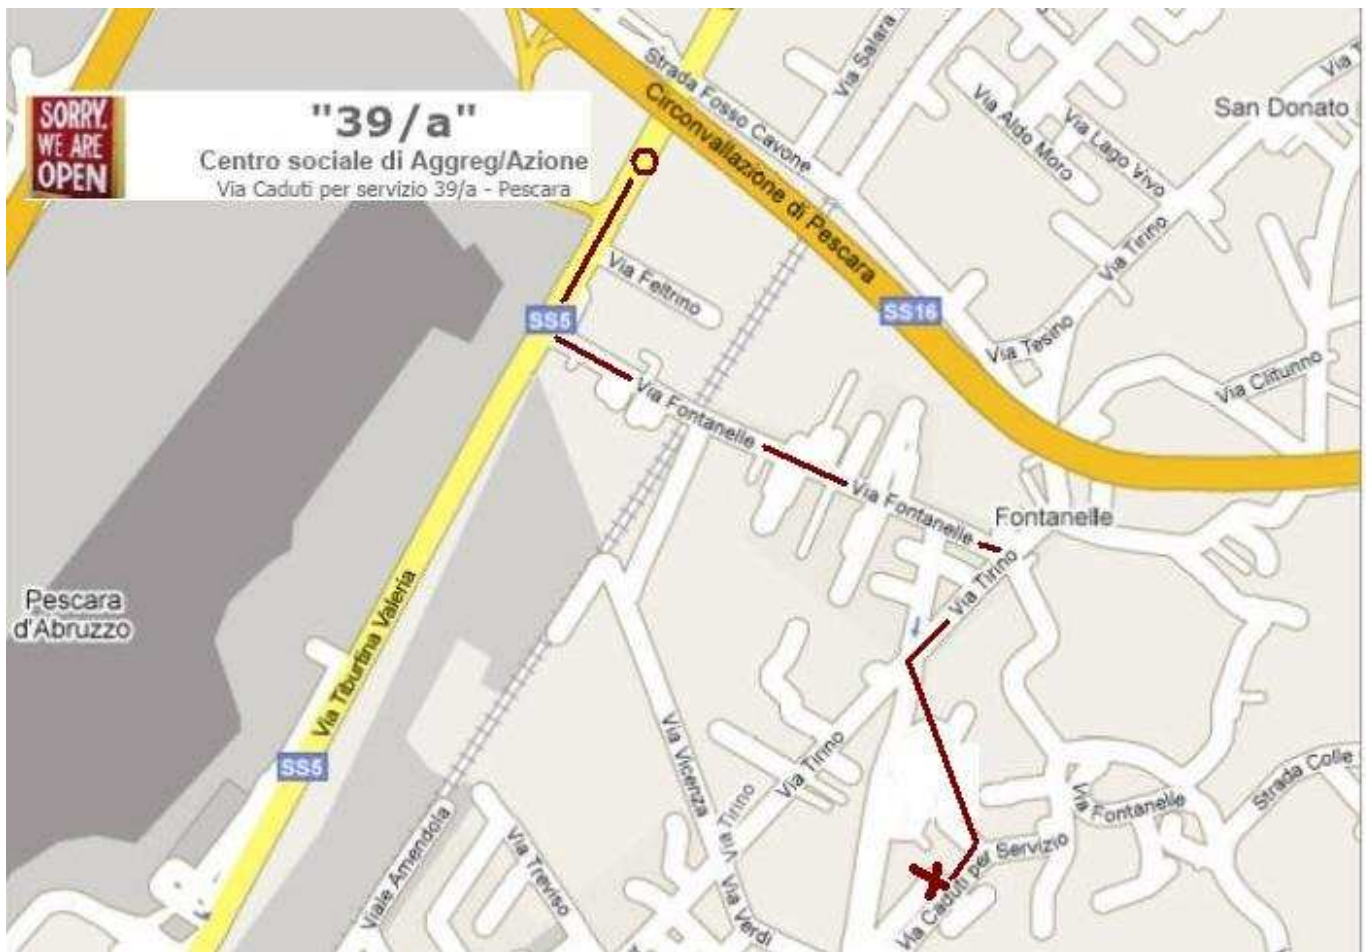 SORRY.
WE ARE
OPEN
"39/a"
Centro sociale di Aggreg/Azione
Via Caduti per servizio 39/a - Pescara
Strada Fosso Cavone
Via Salara
Circonvallazione di Pescara
Via Aldo Moro
Via Lago Vivo
San Donato
Via T
Via Tirino
Via Feltrino
SS5
SS16
Via Tesino
Via Clitunno
Via Fontanelle
Via Fontanelle
Fontanelle
Via Tirino
Pescara
d'Abruzzo
Via Tiburtina Valeria
SS5
Via Vicenza
Via Tirino
Via Tirino
Via Fontanelle
Strada Colle
Viale Amendola
Via Treviso
Via Verdi
Via Caduti per Servizio